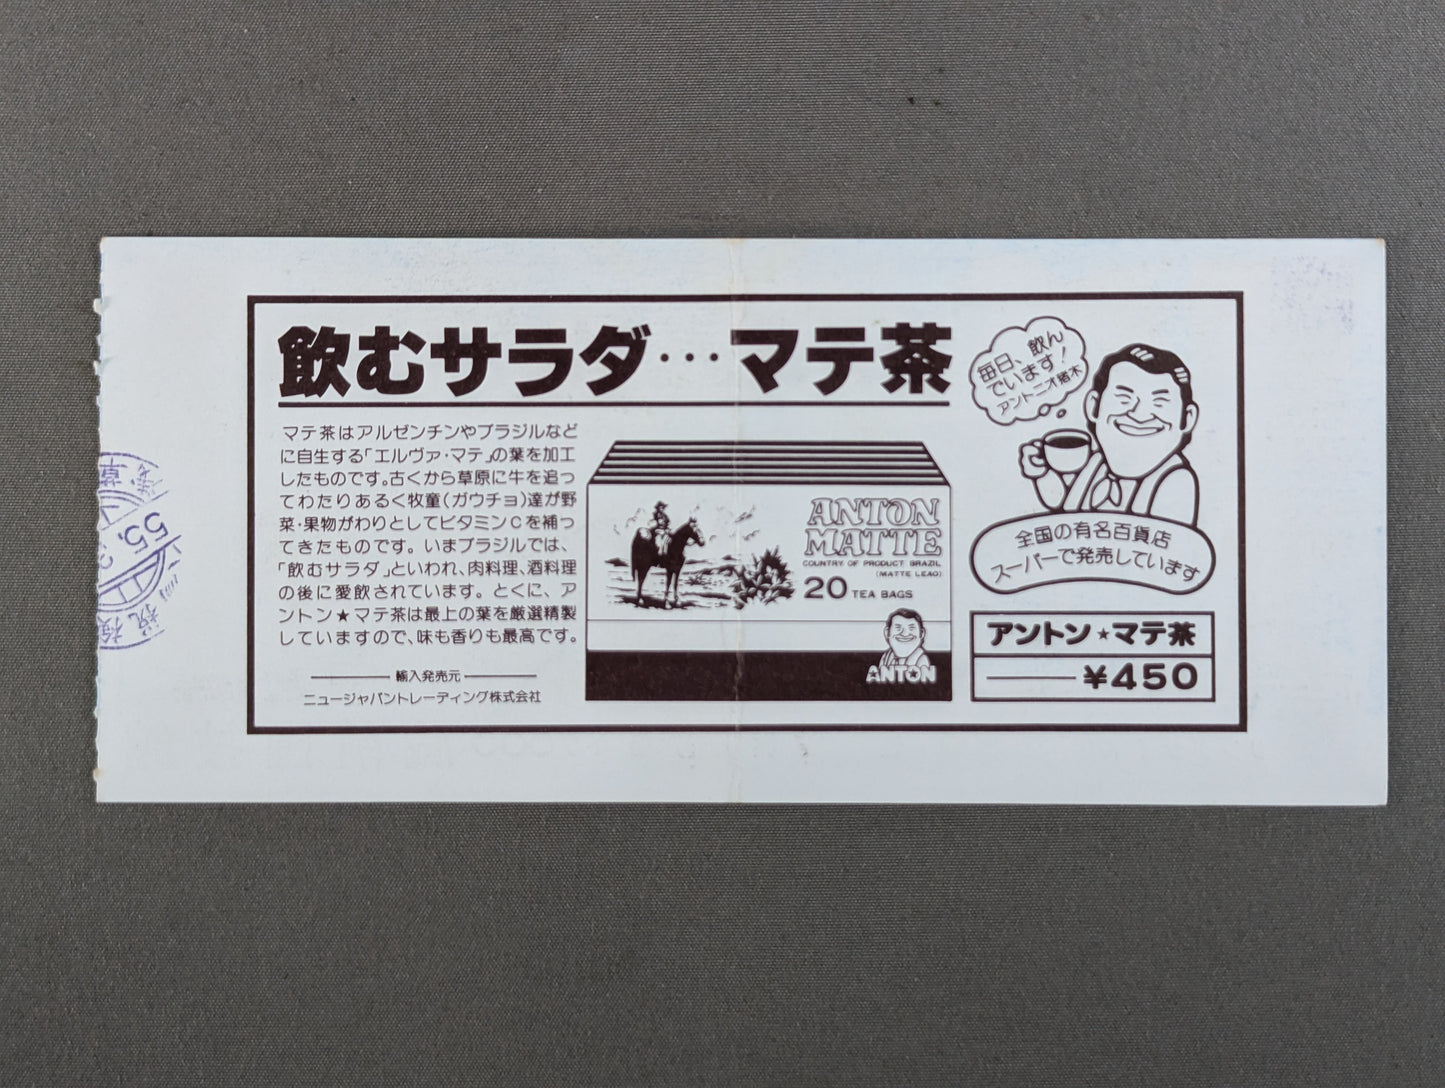 飲むサラダ…マテ茶
マテ茶はアルゼンチンやブラジルなど
に自生する「エルヴァ・マテ」の葉を加工
したものです。古くから草原に牛を追っ
てわたりあるく牧童(ガウチョ)達が野
菜・果物がわりとしてビタミンCを補っ
てきたものです。いまブラジルでは、
「飲むサラダ」といわれ、肉料理、酒料理
の後に愛飲されています。とくに、ア
ントン★マテ茶は最上の葉を厳選精製
していますので、味も香りも最高です。
輸入発売元
ニュージャパントレーディング株式会社
ANTON
MATTE
COUNTRY OF PRODUCT BRAZIL
(MATTE LEAO)
20 TEA BAGS
ANTON
毎日、飲ん
でいます!
アントニオ猪木
全国の有名百貨店
スーパーで発売しています
アントン★マテ茶
¥450
55.
検